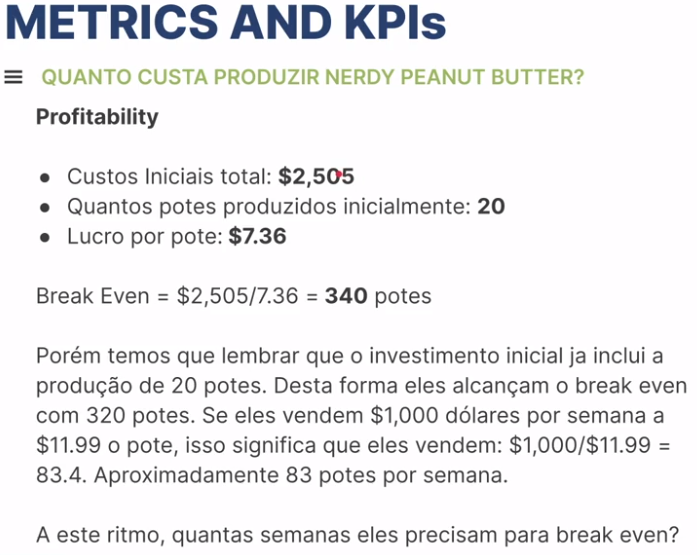 METRICS AND KPIs
QUANTO CUSTA PRODUZIR NERDY PEANUT BUTTER?
Profitability
● Custos Iniciais total: $2,505
● Quantos potes produzidos inicialmente: 20
● Lucro por pote: $7.36
Break Even = $2,505/7.36 = 340 potes
Porém temos que lembrar que o investimento inicial ja inclui a
produção de 20 potes. Desta forma eles alcançam o break even
com 320 potes. Se eles vendem $1,000 dólares por semana a
$11.99 o pote, isso significa que eles vendem: $1,000/$11.99 =
83.4. Aproximadamente 83 potes por semana.
A este ritmo, quantas semanas eles precisam para break even?